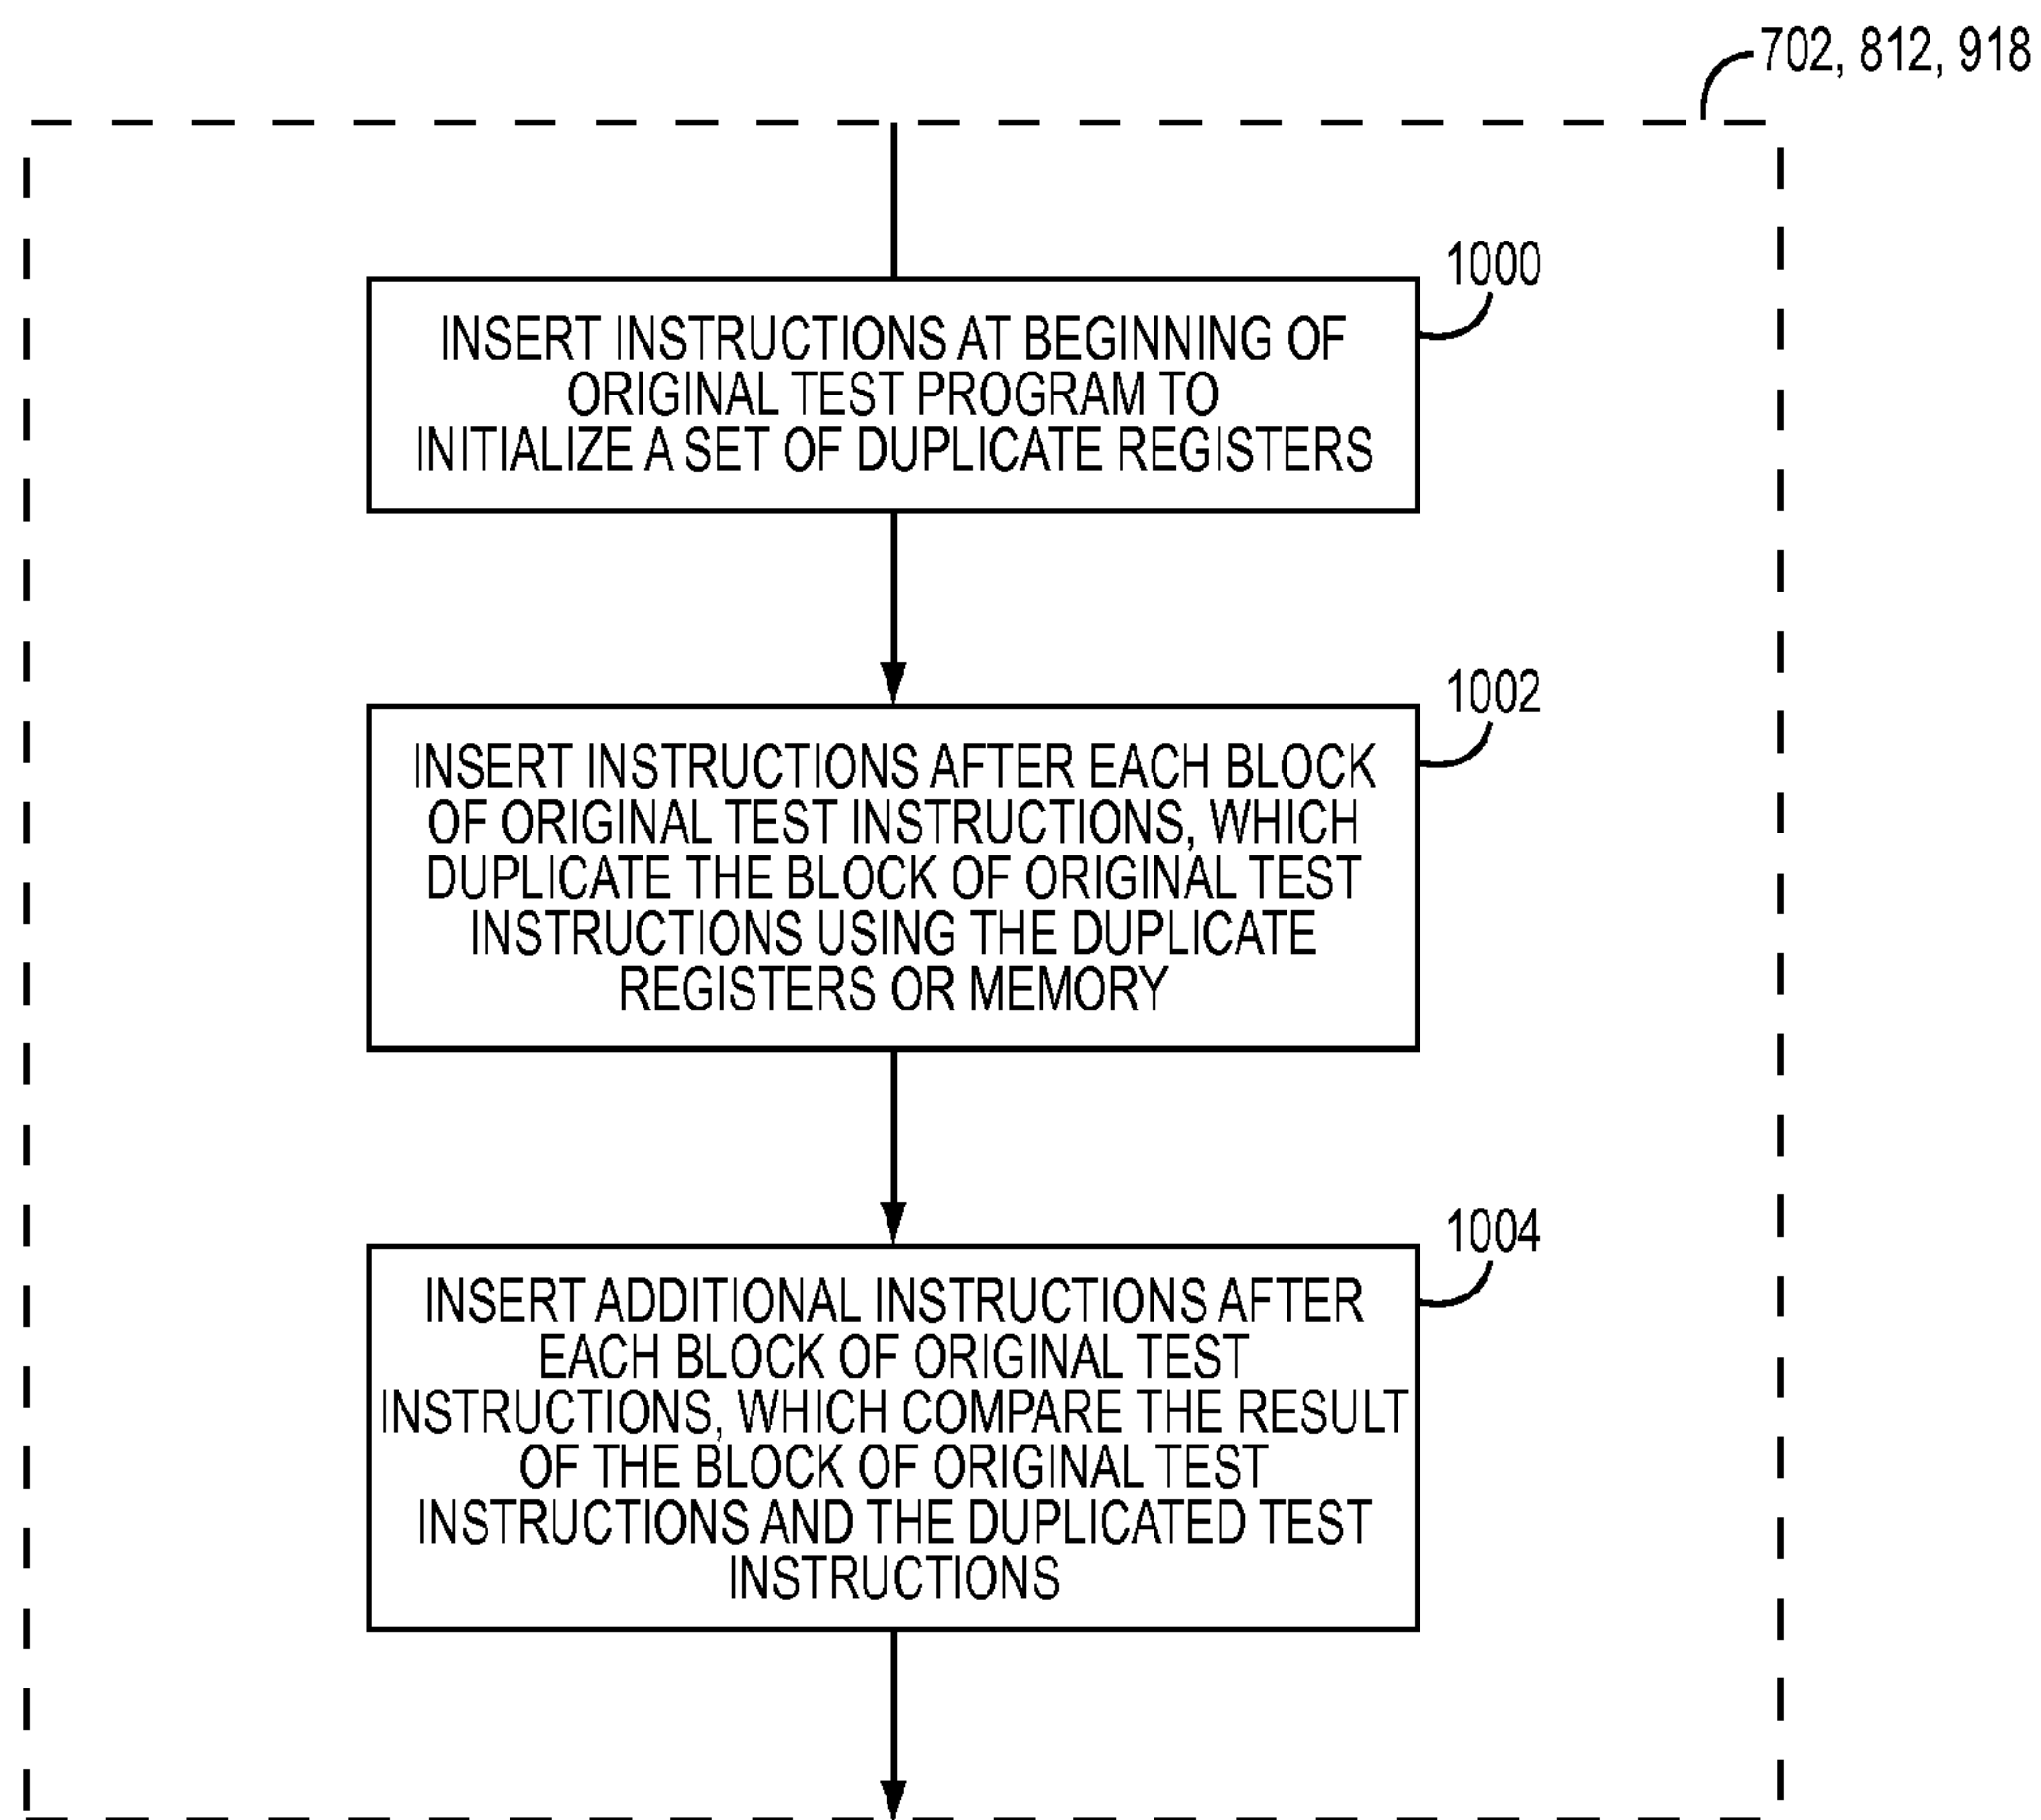 702, 812, 918
1000
INSERT INSTRUCTIONS AT BEGINNING OF
ORIGINAL TEST PROGRAM TO
INITIALIZE A SET OF DUPLICATE REGISTERS
1002
INSERT INSTRUCTIONS AFTER EACH BLOCK
OF ORIGINAL TEST INSTRUCTIONS, WHICH
DUPLICATE THE BLOCK OF ORIGINAL TEST
INSTRUCTIONS USING THE DUPLICATE
REGISTERS OR MEMORY
1004
INSERT ADDITIONAL INSTRUCTIONS AFTER
EACH BLOCK OF ORIGINAL TEST
INSTRUCTIONS, WHICH COMPARE THE RESULT
OF THE BLOCK OF ORIGINAL TEST
INSTRUCTIONS AND THE DUPLICATED TEST
INSTRUCTIONS